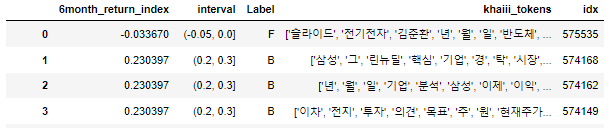 6month_return_index interval Label khaiii_tokens idx
0 -0.033670 (-0.05, 0.0] F ['슬라이드', '전기전자', '김준환', '년', '월', '일', '반도체', '... 575535
1 0.230397 (0.2, 0.3] B ['삼성', '그', '린뉴딜', '핵심', '기업', '경', '탁', '시장',... 574168
2 0.230397 (0.2, 0.3] B ['년', '월', '일', '기업', '분석', '삼성', '이제', '이익', ... 574162
3 0.230397 (0.2, 0.3] B ['이차', '전지', '투자', '의견', '목표', '주', '원', '현재주가... 574149